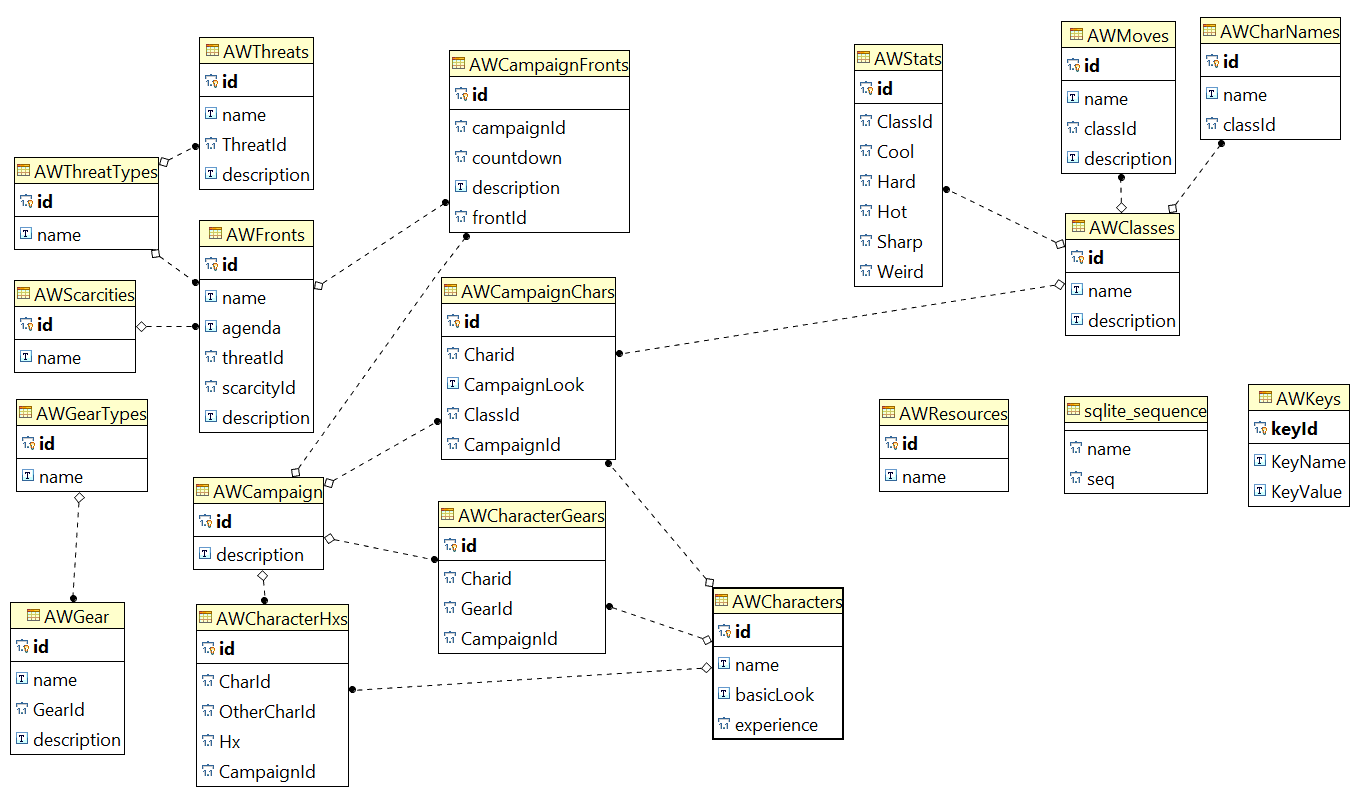 AWThreats
id
name
ThreatId
description
AWThreatTypes
id
name
AWFronts
id
name
agenda
threatId
scarcityId
description
AWScarcities
id
name
AWGearTypes
id
name
AWGear
id
name
GearId
description
AWCampaignFronts
id
campaignId
countdown
description
frontId
AWCampaignChars
id
Charid
CampaignLook
ClassId
CampaignId
AWCampaign
id
description
AWCharacterGears
id
Charid
GearId
CampaignId
AWCharacterHxs
id
CharId
OtherCharId
Hx
CampaignId
AWCharacters
id
name
basicLook
experience
AWStats
id
ClassId
Cool
Hard
Hot
Sharp
Weird
AWMoves
id
name
classId
description
AWCharNames
id
name
classId
AWClasses
id
name
description
AWResources
id
name
sqlite_sequence
name
seq
AWKeys
keyId
KeyName
KeyValue